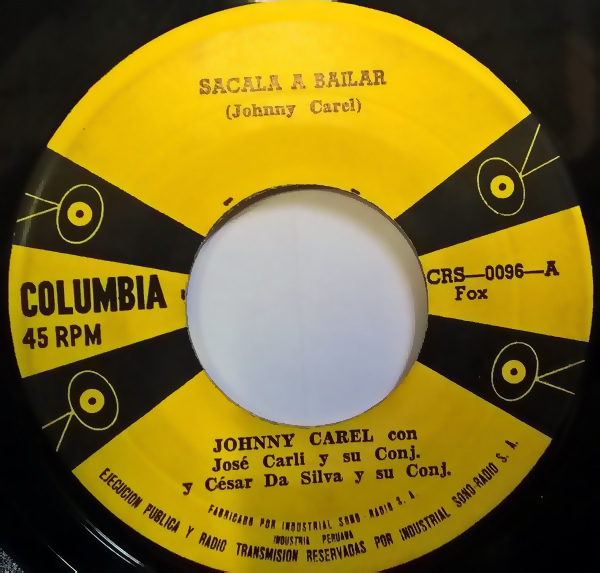 SACALA A BAILAR
(Johnny Carel)
COLUMBIA
45 RPM
CRS—0096—A
Fox
JOHNNY CAREL con
José Carli y su Conj.
y César Da Silva y su Conj.
FABRICADO POR INDUSTRIAL SONO RADIO S. A.
INDUSTRIA PERUANA
EJECUCION PUBLICA Y RADIO TRANSMISION RESERVADAS POR INDUSTRIAL SONO RADIO S. A.